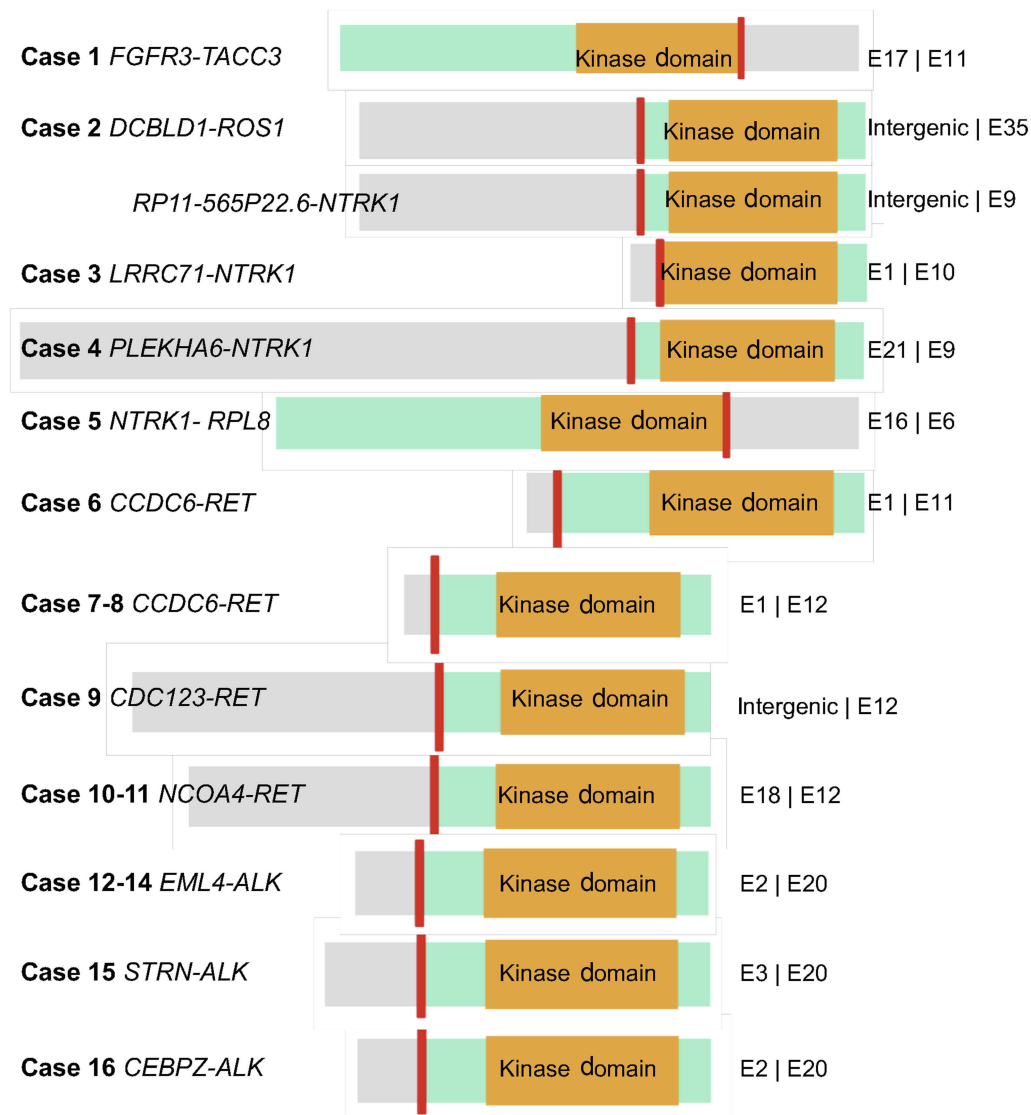 Case 1 FGFR3-TACC3 Kinase domain E17 | E11
Case 2 DCBLD1-ROS1 Kinase domain Intergenic | E35
RP11-565P22.6-NTRK1 Kinase domain Intergenic | E9
Case 3 LRRC71-NTRK1 Kinase domain E1 | E10
Case 4 PLEKHA6-NTRK1 Kinase domain E21 | E9
Case 5 NTRK1- RPL8 Kinase domain E16 | E6
Case 6 CCDC6-RET Kinase domain E1 | E11
Case 7-8 CCDC6-RET Kinase domain E1 | E12
Case 9 CDC123-RET Kinase domain Intergenic | E12
Case 10-11 NCOA4-RET Kinase domain E18 | E12
Case 12-14 EML4-ALK Kinase domain E2 | E20
Case 15 STRN-ALK Kinase domain E3 | E20
Case 16 CEBPZ-ALK Kinase domain E2 | E20